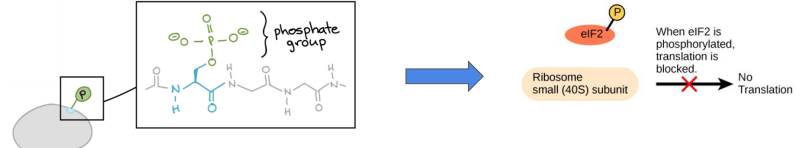 phosphate
group
P
O
⊖O-P-O⊖
O
O
H
H
O
N
N
N
N
H
O
H
O
P
eIF2
Ribosome
small (40S) subunit
When eIF2 is
phosphorylated,
translation is
blocked.
No
Translation